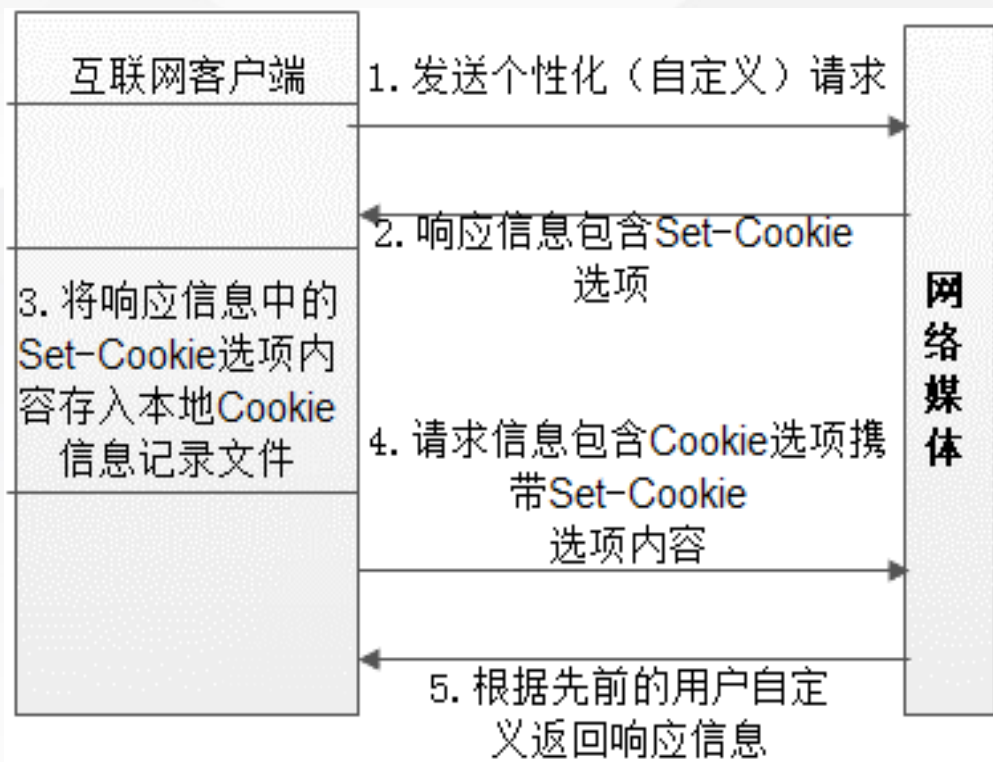 互联网客户端
1. 发送个性化（自定义）请求
2. 响应信息包含Set-Cookie
选项
3. 将响应信息中的
Set-Cookie选项内
容存入本地Cookie
信息记录文件
4. 请求信息包含Cookie选项携
带Set-Cookie
选项内容
5. 根据先前的用户自定
义返回响应信息
网
络
媒
体